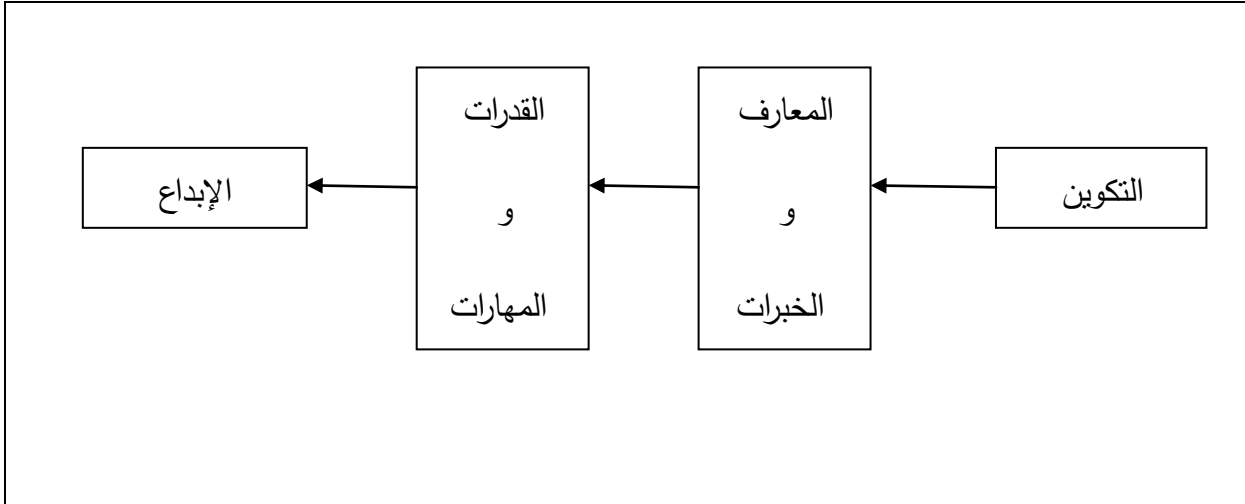 التكوين
المعارف
و
الخبرات
القدرات
و
المهارات
الإبداع